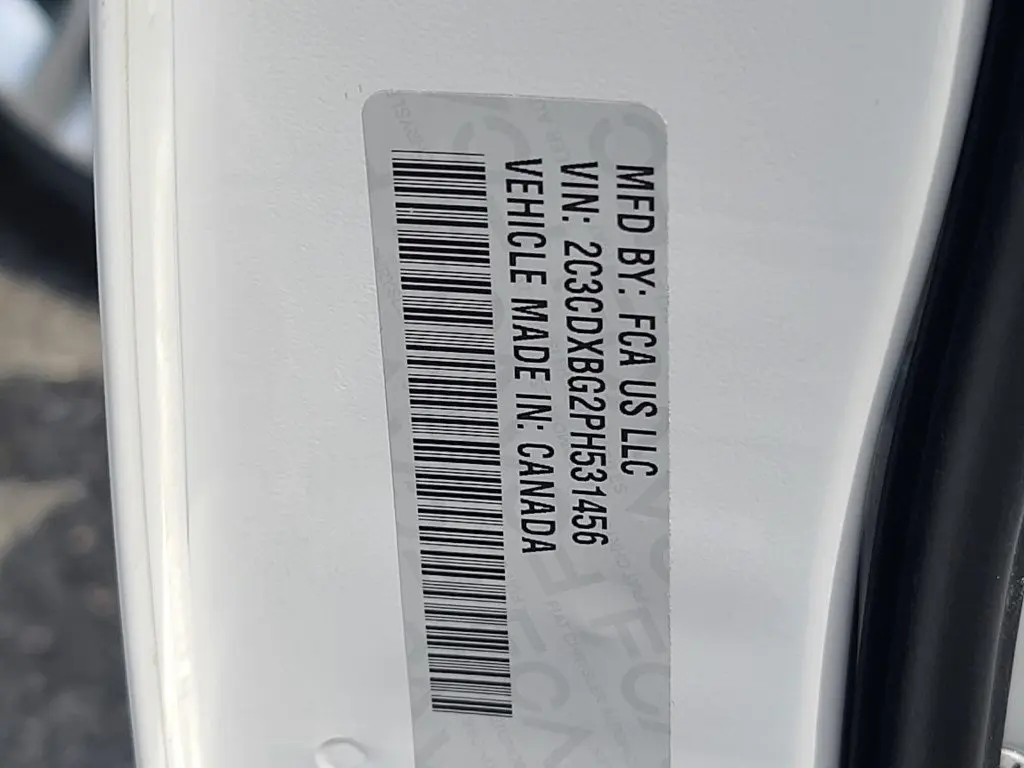 MFD BY: FCA US LLC
VIN: 2C3CDXBG2PH531456
VEHICLE MADE IN: CANADA